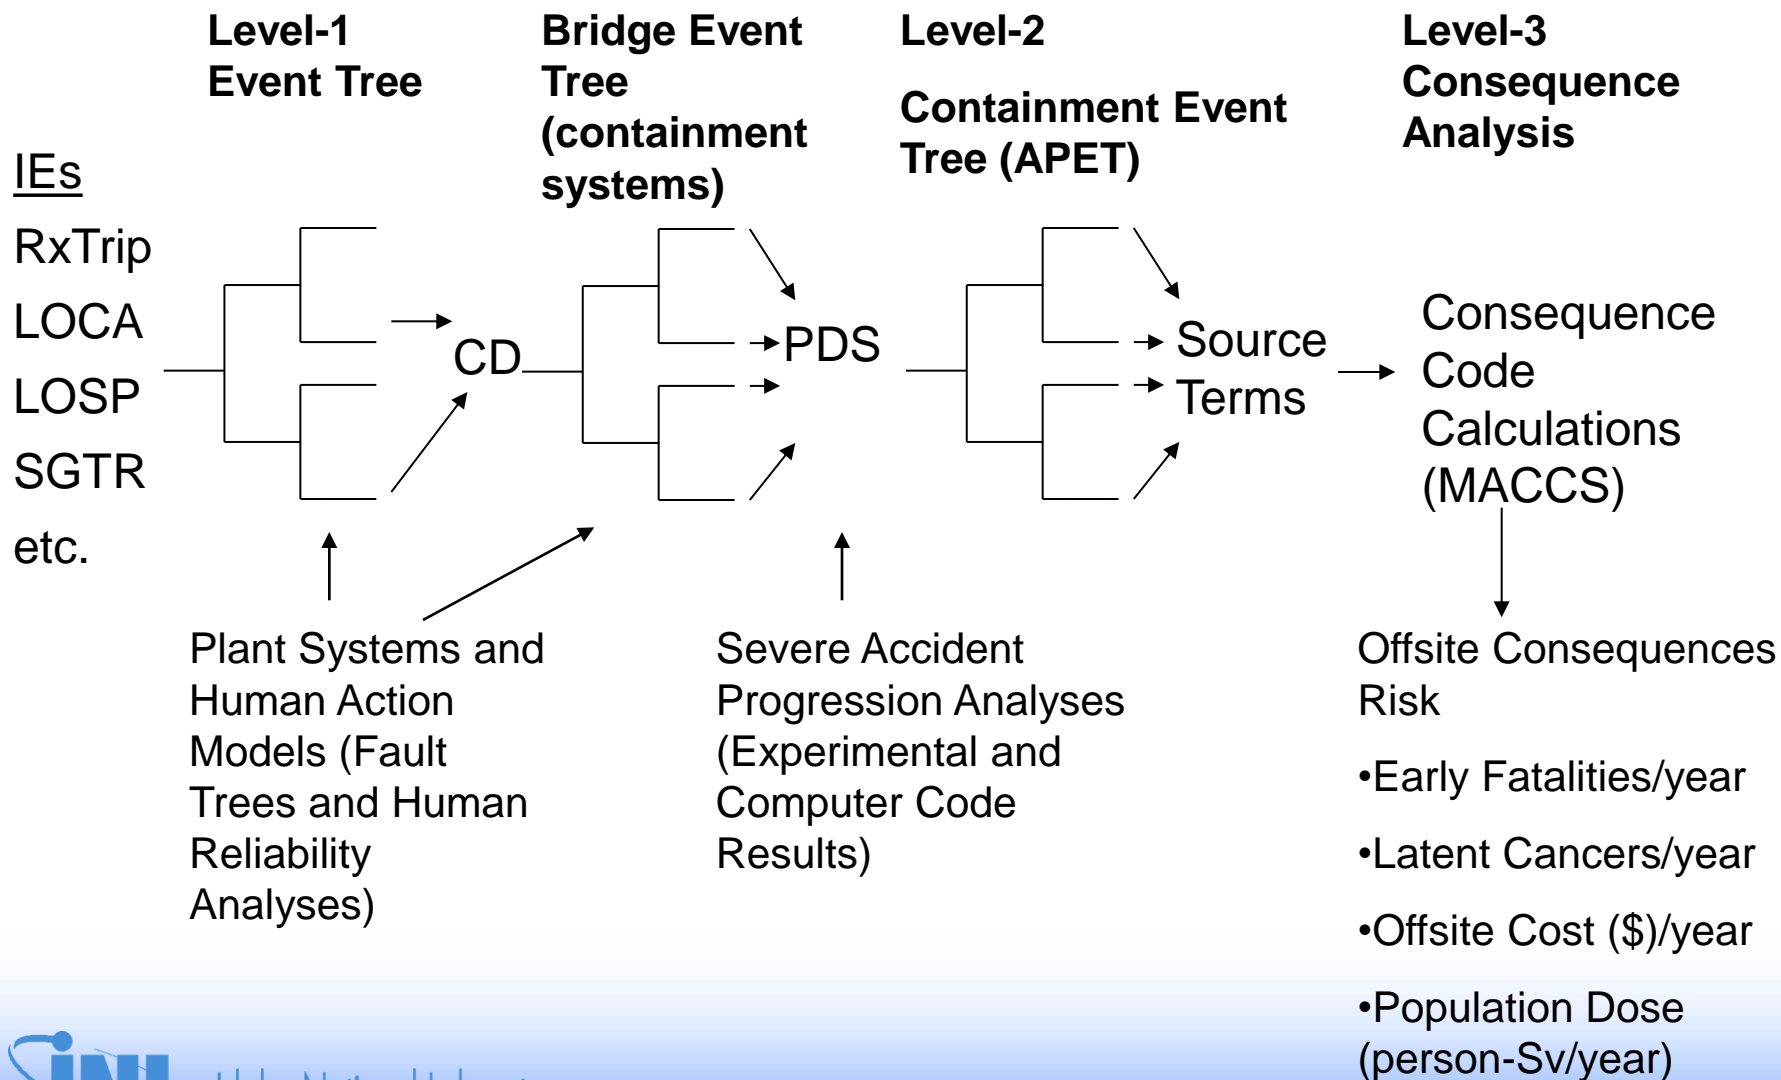 Level-1
Event Tree
Bridge Event
Tree
(containment
systems)
Level-2
Containment Event
Tree (APET)
Level-3
Consequence
Analysis
IEs
RxTrip
LOCA
LOSP
SGTR
etc.
CD
PDS
Source
Terms
Consequence
Code
Calculations
(MACCS)
Plant Systems and
Human Action
Models (Fault
Trees and Human
Reliability
Analyses)
Severe Accident
Progression Analyses
(Experimental and
Computer Code
Results)
Offsite Consequences
Risk
•Early Fatalities/year
•Latent Cancers/year
•Offsite Cost ($)/year
•Population Dose
(person-Sv/year)